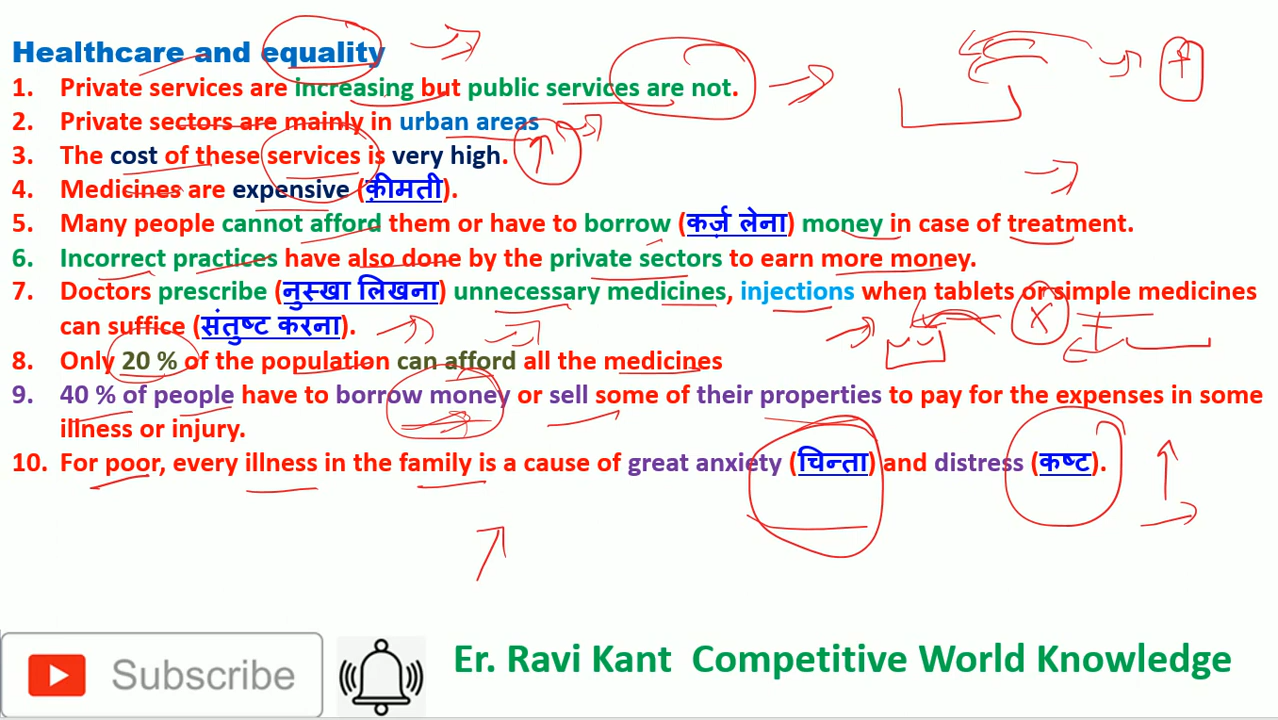 Healthcare and equality
1. Private services are increasing but public services are not.
2. Private sectors are mainly in urban areas
3. The cost of these services is very high.
4. Medicines are expensive (क़ीमती).
5. Many people cannot afford them or have to borrow (कर्ज़ लेना) money in case of treatment.
6. Incorrect practices have also done by the private sectors to earn more money.
7. Doctors prescribe (नुस्खा लिखना) unnecessary medicines, injections when tablets or simple medicines
can suffice (संतुष्ट करना).
8. Only 20 % of the population can afford all the medicines
9. 40 % of people have to borrow money or sell some of their properties to pay for the expenses in some
illness or injury.
10. For poor, every illness in the family is a cause of great anxiety (चिन्ता) and distress (कष्ट).
Subscribe
Er. Ravi Kant Competitive World Knowledge